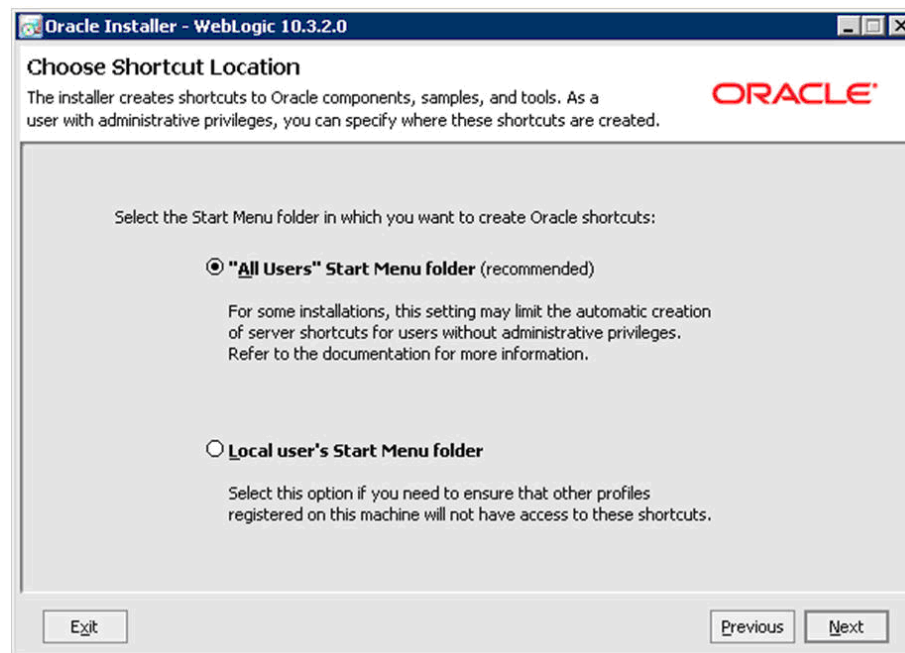 Oracle Installer - WebLogic 10.3.2.0
Choose Shortcut Location
The installer creates shortcuts to Oracle components, samples, and tools. As a
user with administrative privileges, you can specify where these shortcuts are created.
ORACLE
Select the Start Menu folder in which you want to create Oracle shortcuts:
"All Users" Start Menu folder (recommended)
For some installations, this setting may limit the automatic creation
of server shortcuts for users without administrative privileges.
Refer to the documentation for more information.
Local user's Start Menu folder
Select this option if you need to ensure that other profiles
registered on this machine will not have access to these shortcuts.
Exit
Previous
Next